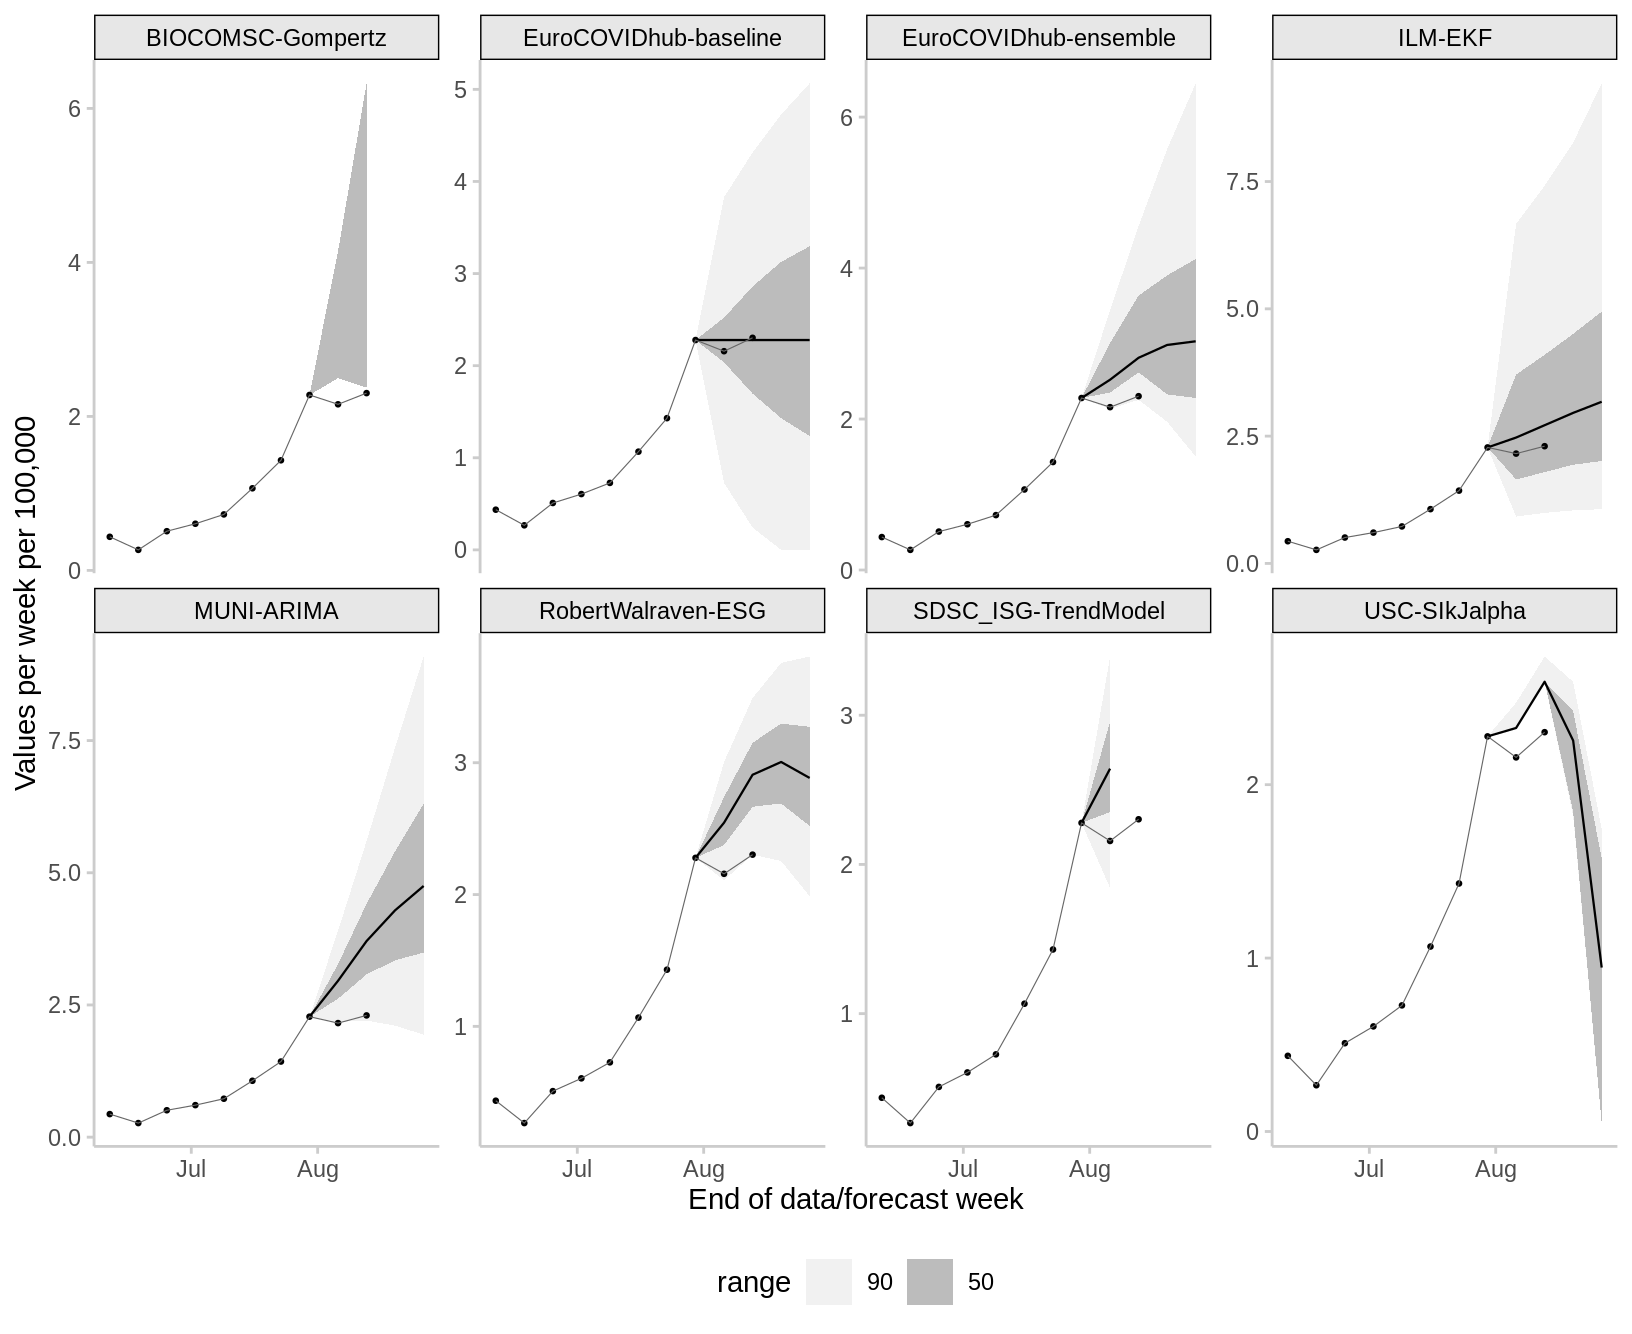 BIOCOMSC-Gompertz
EuroCOVIDhub-baseline
EuroCOVIDhub-ensemble
ILM-EKF
6
4
2
0
5
4
3
2
1
0
6
4
2
0
7.5
5.0
2.5
0.0
Values per week per 100,000
MUNI-ARIMA
RobertWalraven-ESG
SDSC_ISG-TrendModel
USC-SIkJalpha
7.5
5.0
2.5
0.0
3
2
1
3
2
1
2
1
0
Jul Aug
Jul Aug
Jul Aug
Jul Aug
End of data/forecast week
range 90 50